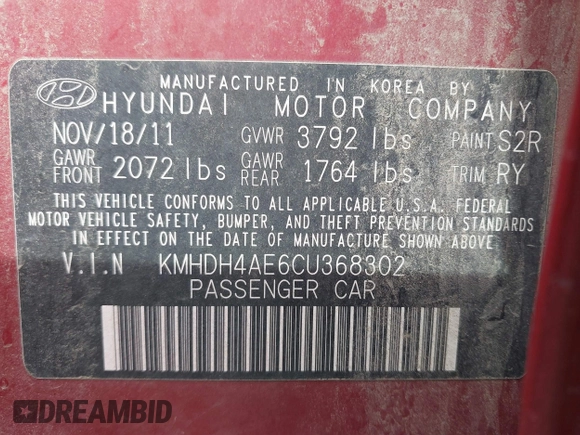 MANUFACTURED IN KOREA BY
HYUNDAI MOTOR COMPANY
NOV/18/11 GVWR 3792 lbs PAINT S2R
GAWR FRONT 2072 lbs GAWR REAR 1764 lbs TRIM RY
THIS VEHICLE CONFORMS TO ALL APPLICABLE U.S.A. FEDERAL
MOTOR VEHICLE SAFETY, BUMPER, AND THEFT PREVENTION STANDARDS
IN EFFECT ON THE DATE OF MANUFACTURE SHOWN ABOVE
V.I.N KMHDH4AE6CU368302
PASSENGER CAR
DREAMBID